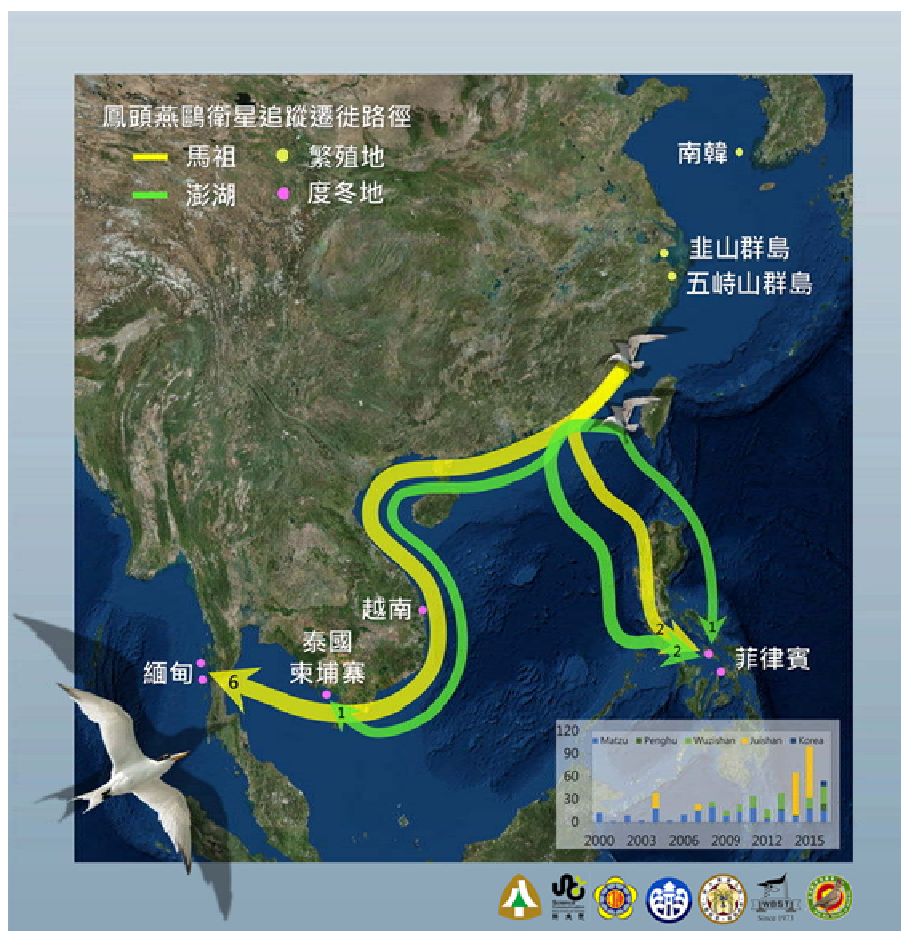 鳳頭燕鷗衛星追蹤遷徙路徑
馬祖
繁殖地
澎湖
度冬地
南韓
韭山群島
五峙山群島
越南
泰國
柬埔寨
緬甸
6
1
2
2
1
菲律賓
120
90
60
30
0
Matzu Penghu Wuzishan Juishan Korea
2000 2003 2006 2009 2012 2015
Science
WBST
Since 1973